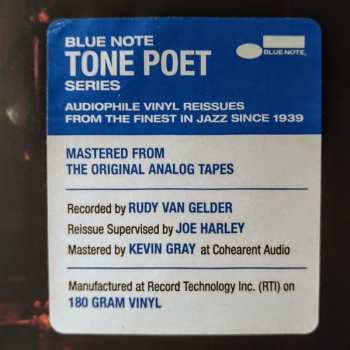 BLUE NOTE
TONE POET
SERIES
BLUE NOTE
AUDIOPHILE VINYL REISSUES
FROM THE FINEST IN JAZZ SINCE 1939
MASTERED FROM
THE ORIGINAL ANALOG TAPES
Recorded by RUDY VAN GELDER
Reissue Supervised by JOE HARLEY
Mastered by KEVIN GRAY at Cohearent Audio
Manufactured at Record Technology Inc. (RTI) on
180 GRAM VINYL